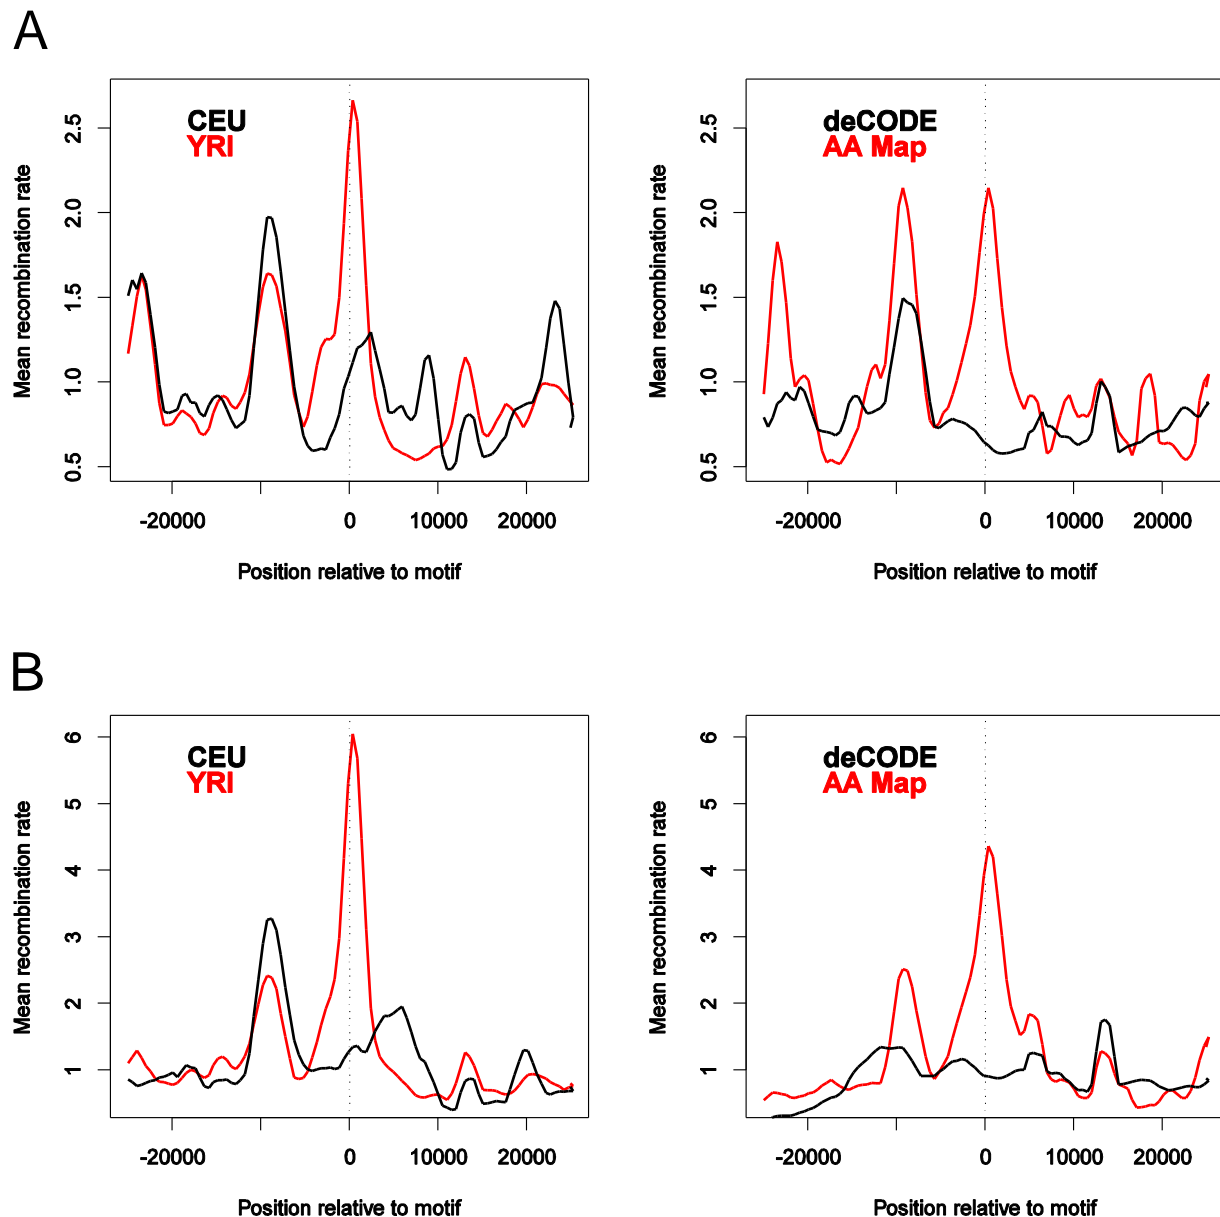 A
CEU
YRI
Mean recombination rate
2.5
2.0
1.5
1.0
0.5
-20000 0 10000 20000
Position relative to motif
deCODE
AA Map
Mean recombination rate
2.5
2.0
1.5
1.0
0.5
-20000 0 10000 20000
Position relative to motif
B
CEU
YRI
Mean recombination rate
6
5
4
3
2
1
-20000 0 10000 20000
Position relative to motif
deCODE
AA Map
Mean recombination rate
6
5
4
3
2
1
-20000 0 10000 20000
Position relative to motif